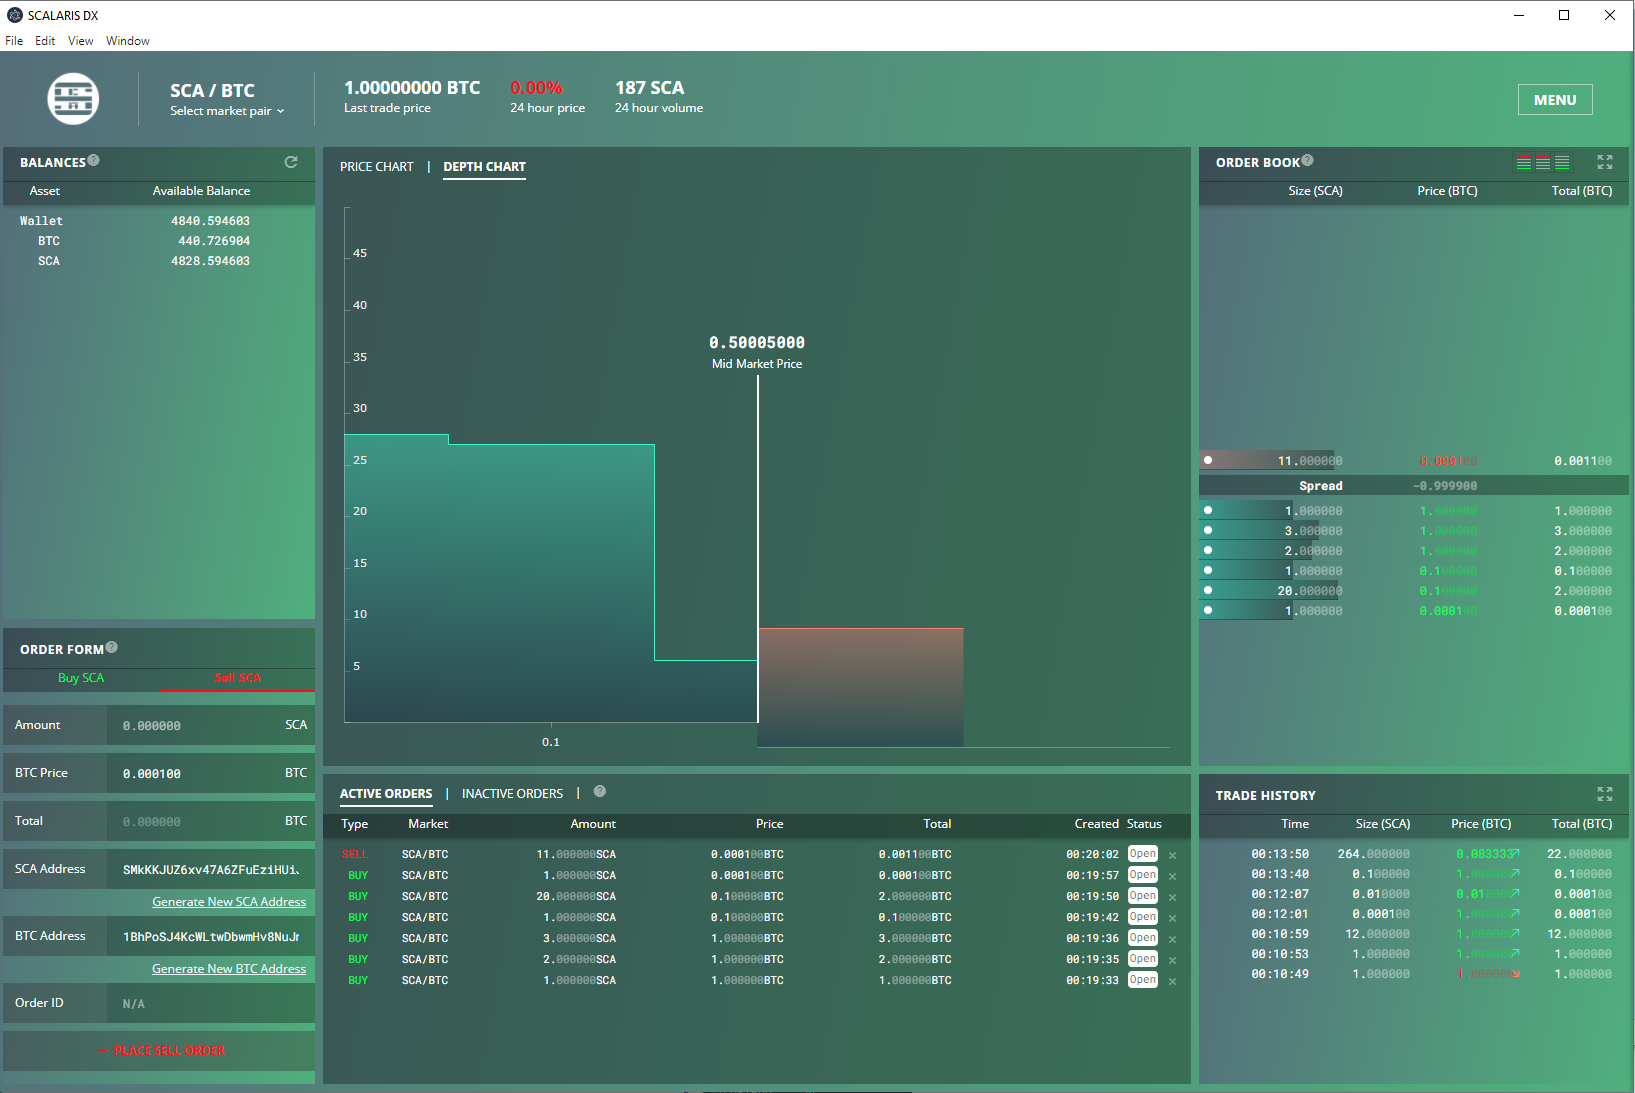 SCALARIS DX
File Edit View Window
SCA / BTC
Select market pair
1.00000000 BTC
Last trade price
0.00%
24 hour price
187 SCA
24 hour volume
MENU
BALANCES
Asset Available Balance
Wallet 4840.594603
BTC 440.726904
SCA 4828.594603
ORDER FORM
Buy SCA Sell SCA
Amount 0.000000 SCA
BTC Price 0.000100 BTC
Total 0.000000 BTC
SCA Address SMkKKJUZ6xv47A6ZFuEziHUi
Generate New SCA Address
BTC Address 1BhPoSJ4KcWLtwDbwmHv8NuJ
Generate New BTC Address
Order ID N/A
— PLACE SELL ORDER
PRICE CHART | DEPTH CHART
45
40
35
30
25
20
15
10
5
0.1
0.50005000
Mid Market Price
ACTIVE ORDERS | INACTIVE ORDERS |
Type Market Amount Price Total Created Status
SELL SCA/BTC 11.000000SCA 0.000100BTC 0.001100BTC 00:20:02 Open
BUY SCA/BTC 1.000000SCA 0.000100BTC 0.000100BTC 00:19:57 Open
BUY SCA/BTC 20.000000SCA 0.100000BTC 2.000000BTC 00:19:50 Open
BUY SCA/BTC 1.000000SCA 0.100000BTC 0.100000BTC 00:19:42 Open
BUY SCA/BTC 3.000000SCA 1.000000BTC 3.000000BTC 00:19:36 Open
BUY SCA/BTC 2.000000SCA 1.000000BTC 2.000000BTC 00:19:35 Open
BUY SCA/BTC 1.000000SCA 1.000000BTC 1.000000BTC 00:19:33 Open
ORDER BOOK
Size (SCA) Price (BTC) Total (BTC)
11.000000 0.000100 0.001100
Spread -0.999900
1.000000 1.000000 1.000000
3.000000 1.000000 3.000000
2.000000 1.000000 2.000000
1.000000 0.100000 0.100000
20.000000 0.100000 2.000000
1.000000 0.000100 0.000100
TRADE HISTORY
Time Size (SCA) Price (BTC) Total (BTC)
00:13:50 264.000000 0.083333 22.000000
00:13:40 0.100000 1.000000 0.100000
00:12:07 0.010000 0.010000 0.000100
00:12:01 0.000100 1.000000 0.000100
00:10:59 12.000000 1.000000 12.000000
00:10:53 1.000000 1.000000 1.000000
00:10:49 1.000000 1.000000 1.000000